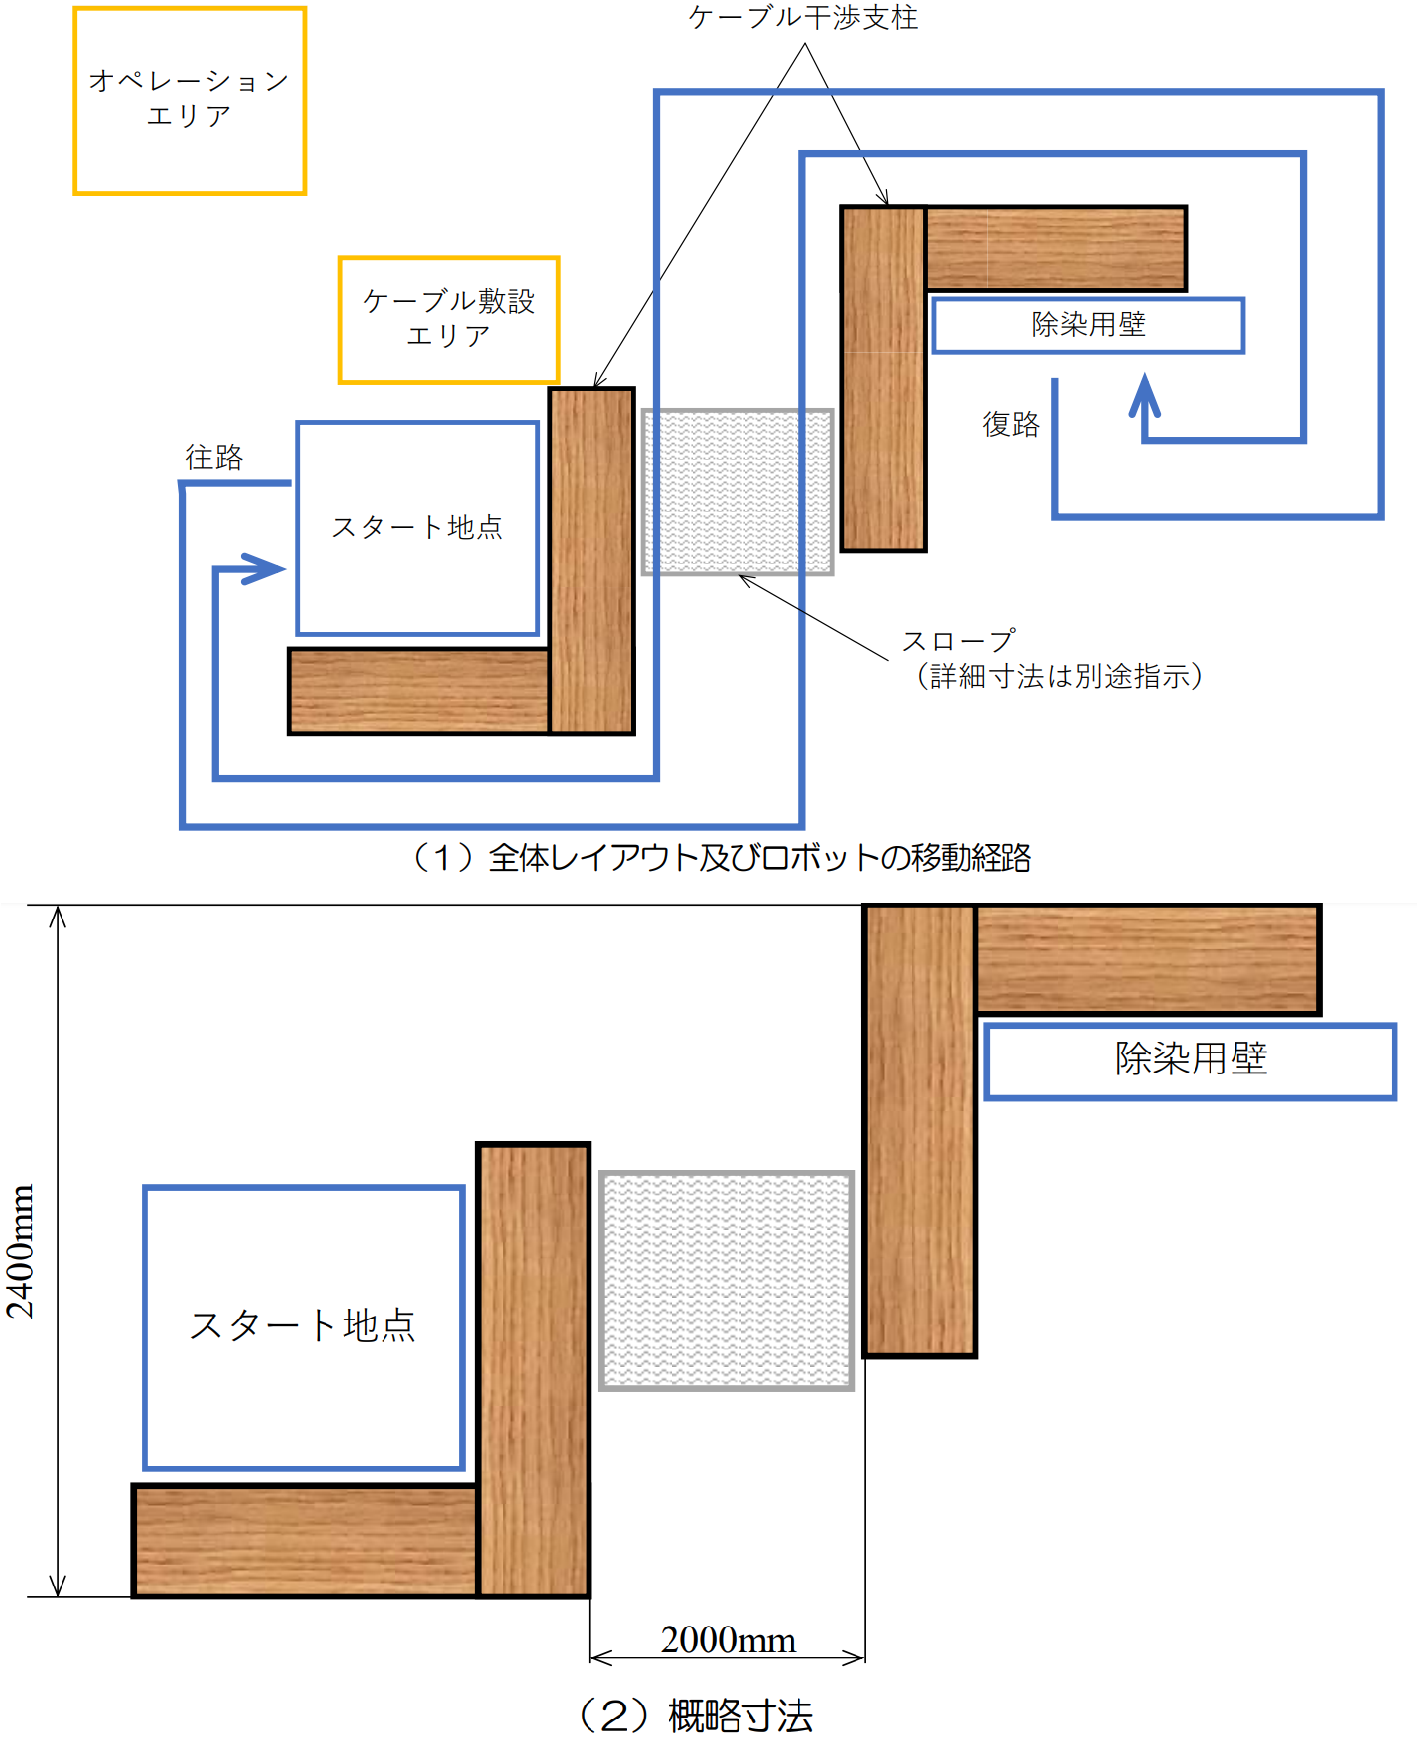 ケーブル干渉支柱
オペレーション
エリア
ケーブル敷設
エリア
除染用壁
復路
往路
スタート地点
スロープ
（詳細寸法は別途指示）
（1）全体レイアウト及びロボットの移動経路
除染用壁
2400mm
スタート地点
2000mm
（2）概略寸法